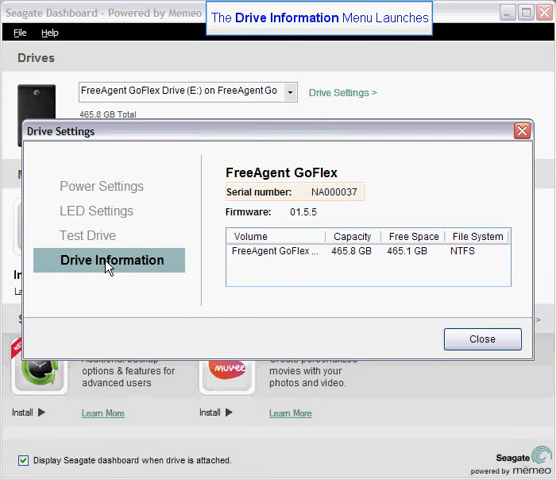 Seagate Dashboard - Powered by Memeo
The Drive Information Menu Launches
File Help
Drives
FreeAgent GoFlex Drive (E:) on FreeAgent Go
Drive Settings >
465.8 GB Total
Drive Settings
Power Settings
LED Settings
Test Drive
Drive Information
FreeAgent GoFlex
Serial number: NA000037
Firmware: 01.5.5
Volume Capacity Free Space File System
FreeAgent GoFlex ... 465.8 GB 465.1 GB NTFS
Close
options & features for
advanced users
muvee
movies with your
photos and video.
Install
Learn More
Install
Learn More
Display Seagate dashboard when drive is attached.
Seagate
powered by memeo